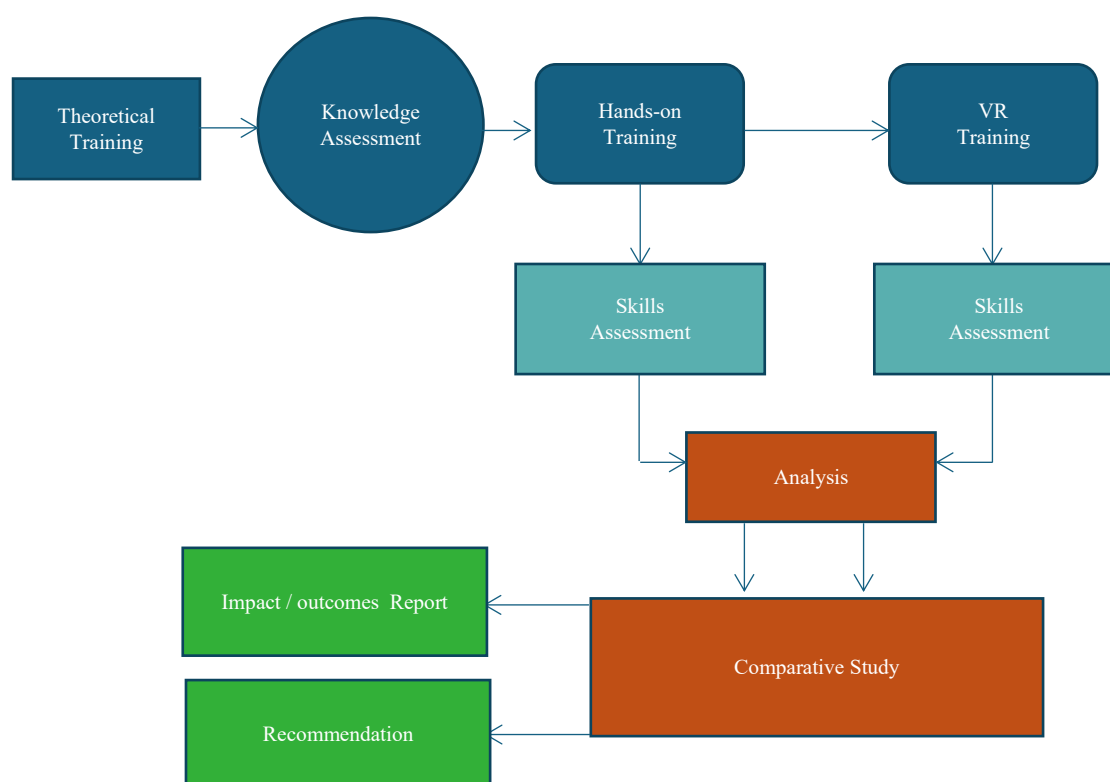 Theoretical
Training
Knowledge
Assessment
Hands-on
Training
VR
Training
Skills
Assessment
Skills
Assessment
Analysis
Impact / outcomes  Report
Comparative Study
Recommendation